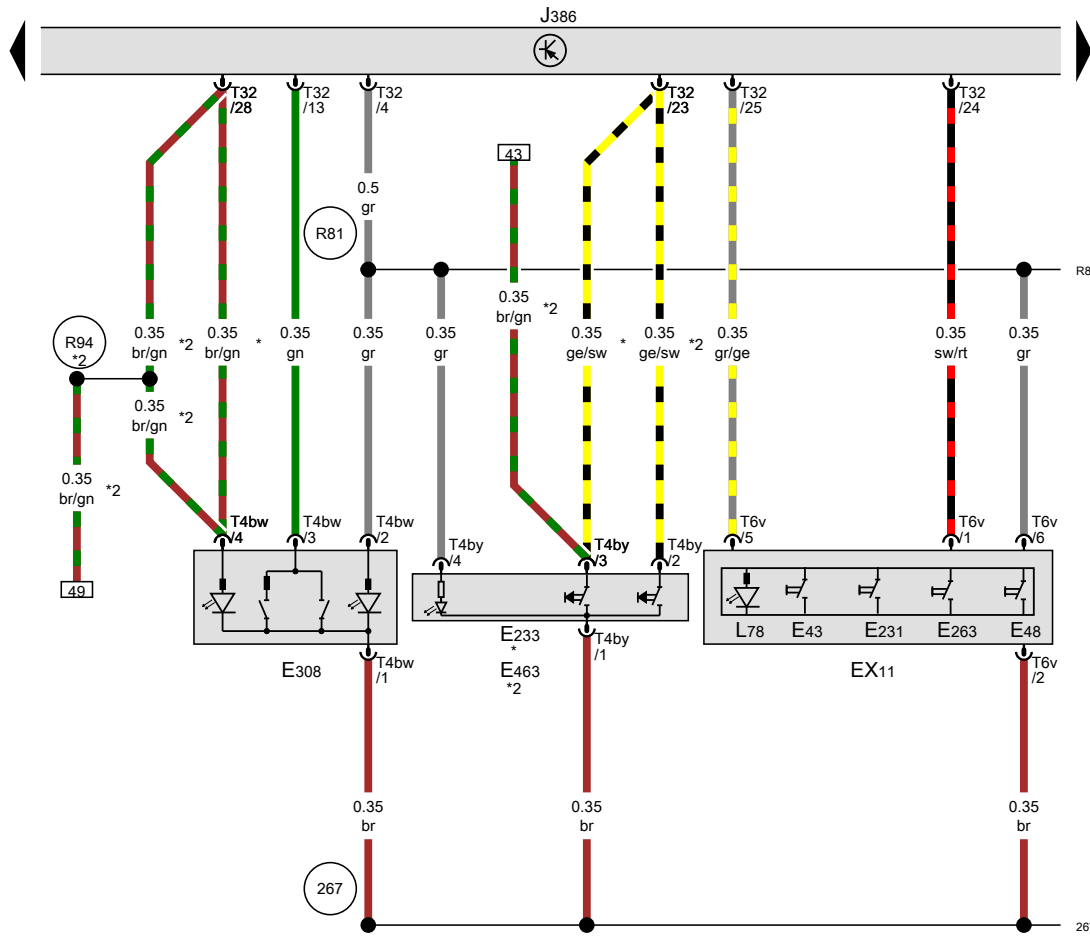 J386
T32 /28
T32 /13
T32 /4
T32 /23
T32 /25
T32 /24
43
0.5 gr
R81
R8
R94 *2
0.35 br/gn *2
0.35 br/gn *
0.35 gn
0.35 gr
0.35 gr
0.35 br/gn *2
0.35 ge/sw *
0.35 ge/sw *2
0.35 gr/ge
0.35 sw/rt
0.35 gr
0.35 br/gn *2
0.35 br/gn *2
49
T4bw /4
T4bw /3
T4bw /2
T4by /4
T4by /3
T4by /2
T6v /5
T6v /1
T6v /6
L78
E43
E231
E263
E48
E308
T4bw /1
E233 *
E463 *2
T4by /1
EX11
T6v /2
0.35 br
0.35 br
0.35 br
267
26